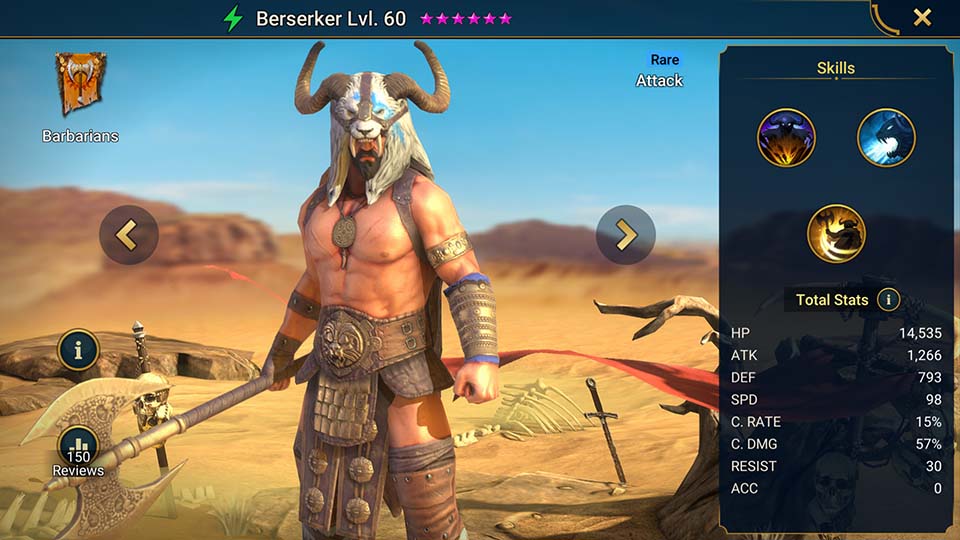 Berserker Lvl. 60
Barbarians
Rare
Attack
150
Reviews
Skills
Total Stats i
HP 14,535
ATK 1,266
DEF 793
SPD 98
C. RATE 15%
C. DMG 57%
RESIST 30
ACC 0